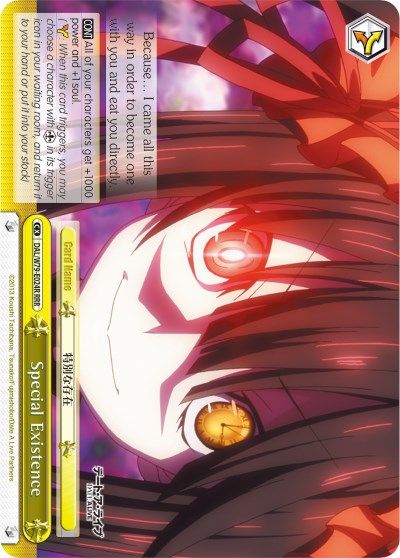 Because… I came all this
way in order to become one
with you and eat you directly.
CONT All of your characters get +1000
power and +1 soul.
( : When this card triggers, you may
choose a character with in its trigger
icon in your waiting room, and return it
to your hand or put it into your stock)
Card Name
特別な存在
デート・ア・ライブ
DATE A LIVE
CX DAL/W79-E024R RRR
Special Existence
©2013 Koushi Tachibana, Tsunako/Fujimishobo/Date A Live Partners